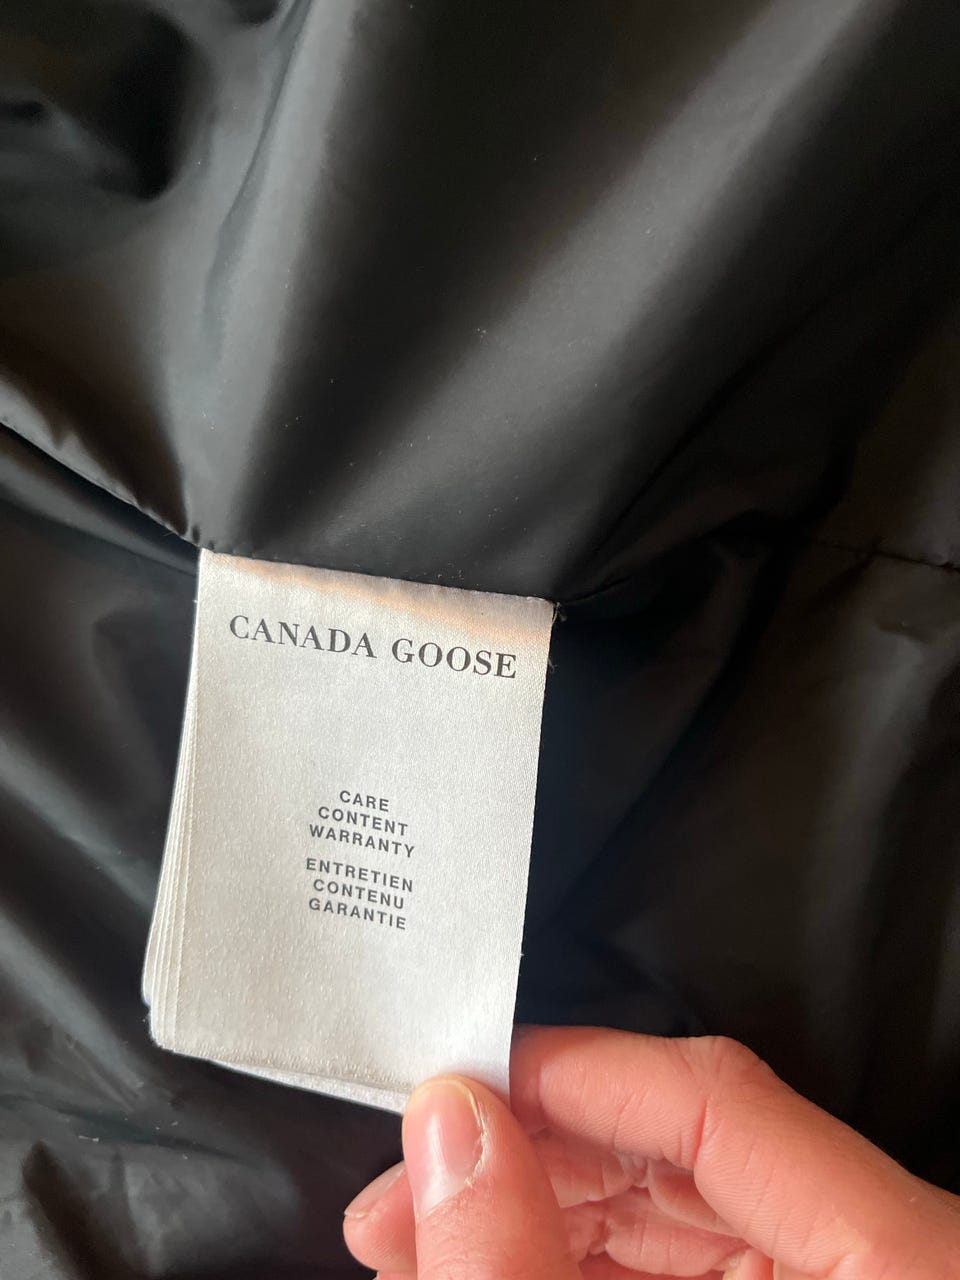 CANADA GOOSE
CARE
CONTENT
WARRANTY
ENTRETIEN
CONTENU
GARANTIE